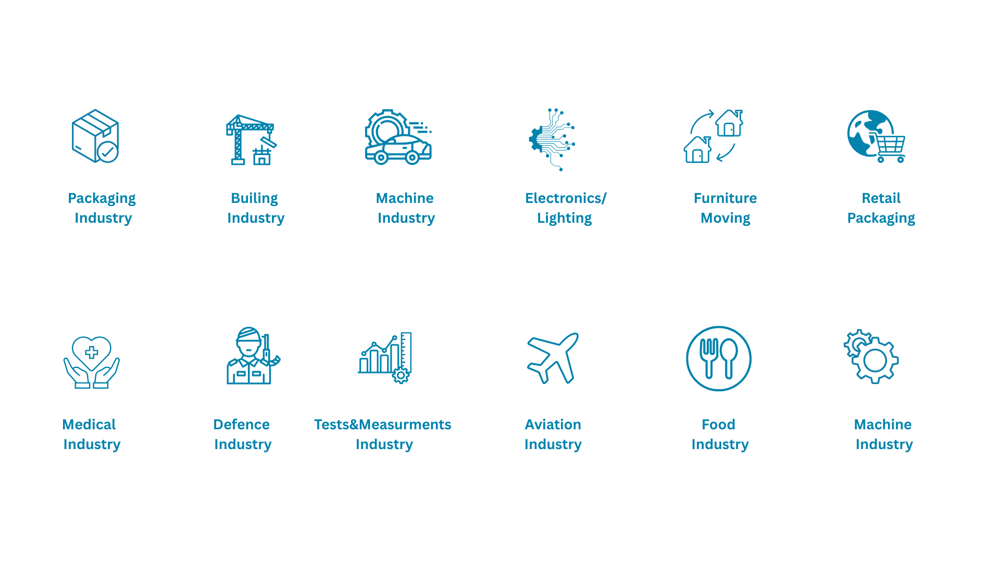 Packaging
Industry
Builing
Industry
Machine
Industry
Electronics/
Lighting
Furniture
Moving
Retail
Packaging
Medical
Industry
Defence
Industry
Tests&Measurments
Industry
Aviation
Industry
Food
Industry
Machine
Industry